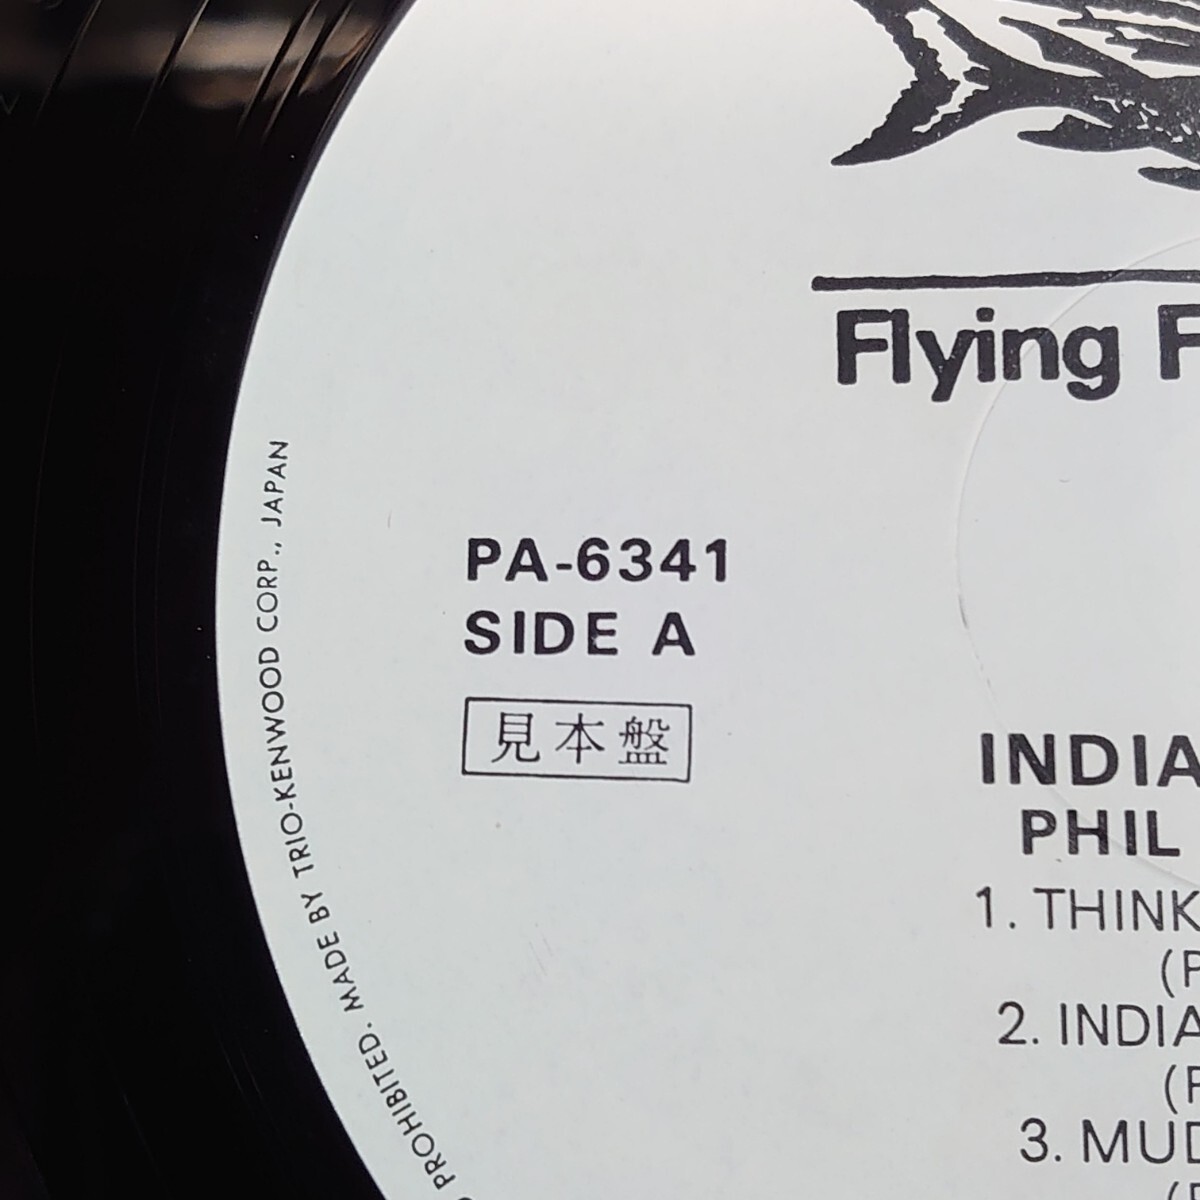 Flying F
PA-6341
SIDE A
見本盤
INDIA
PHIL
1. THINK
(P
2. INDIA
(P
3. MUD
PROHIBITED. MADE BY TRIO-KENWOOD CORP., JAPAN